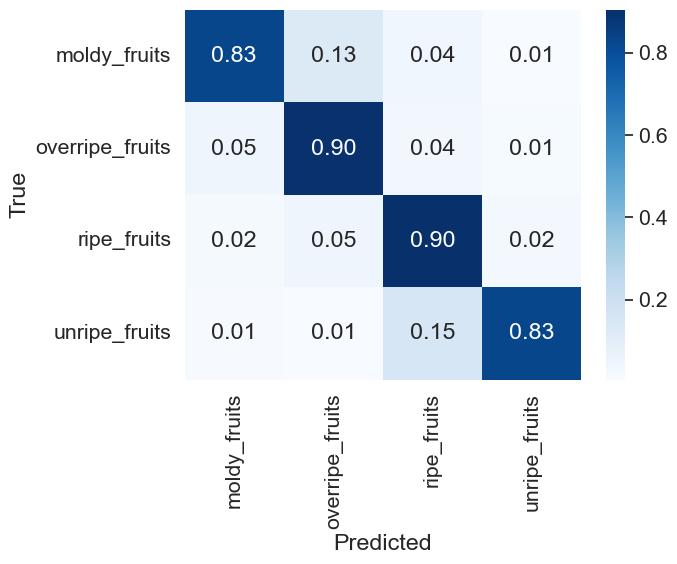 moldy_fruits 0.83 0.13 0.04 0.01
overripe_fruits 0.05 0.90 0.04 0.01
ripe_fruits 0.02 0.05 0.90 0.02
unripe_fruits 0.01 0.01 0.15 0.83
True
moldy_fruits
overripe_fruits
ripe_fruits
unripe_fruits
Predicted
0.8
0.6
0.4
0.2